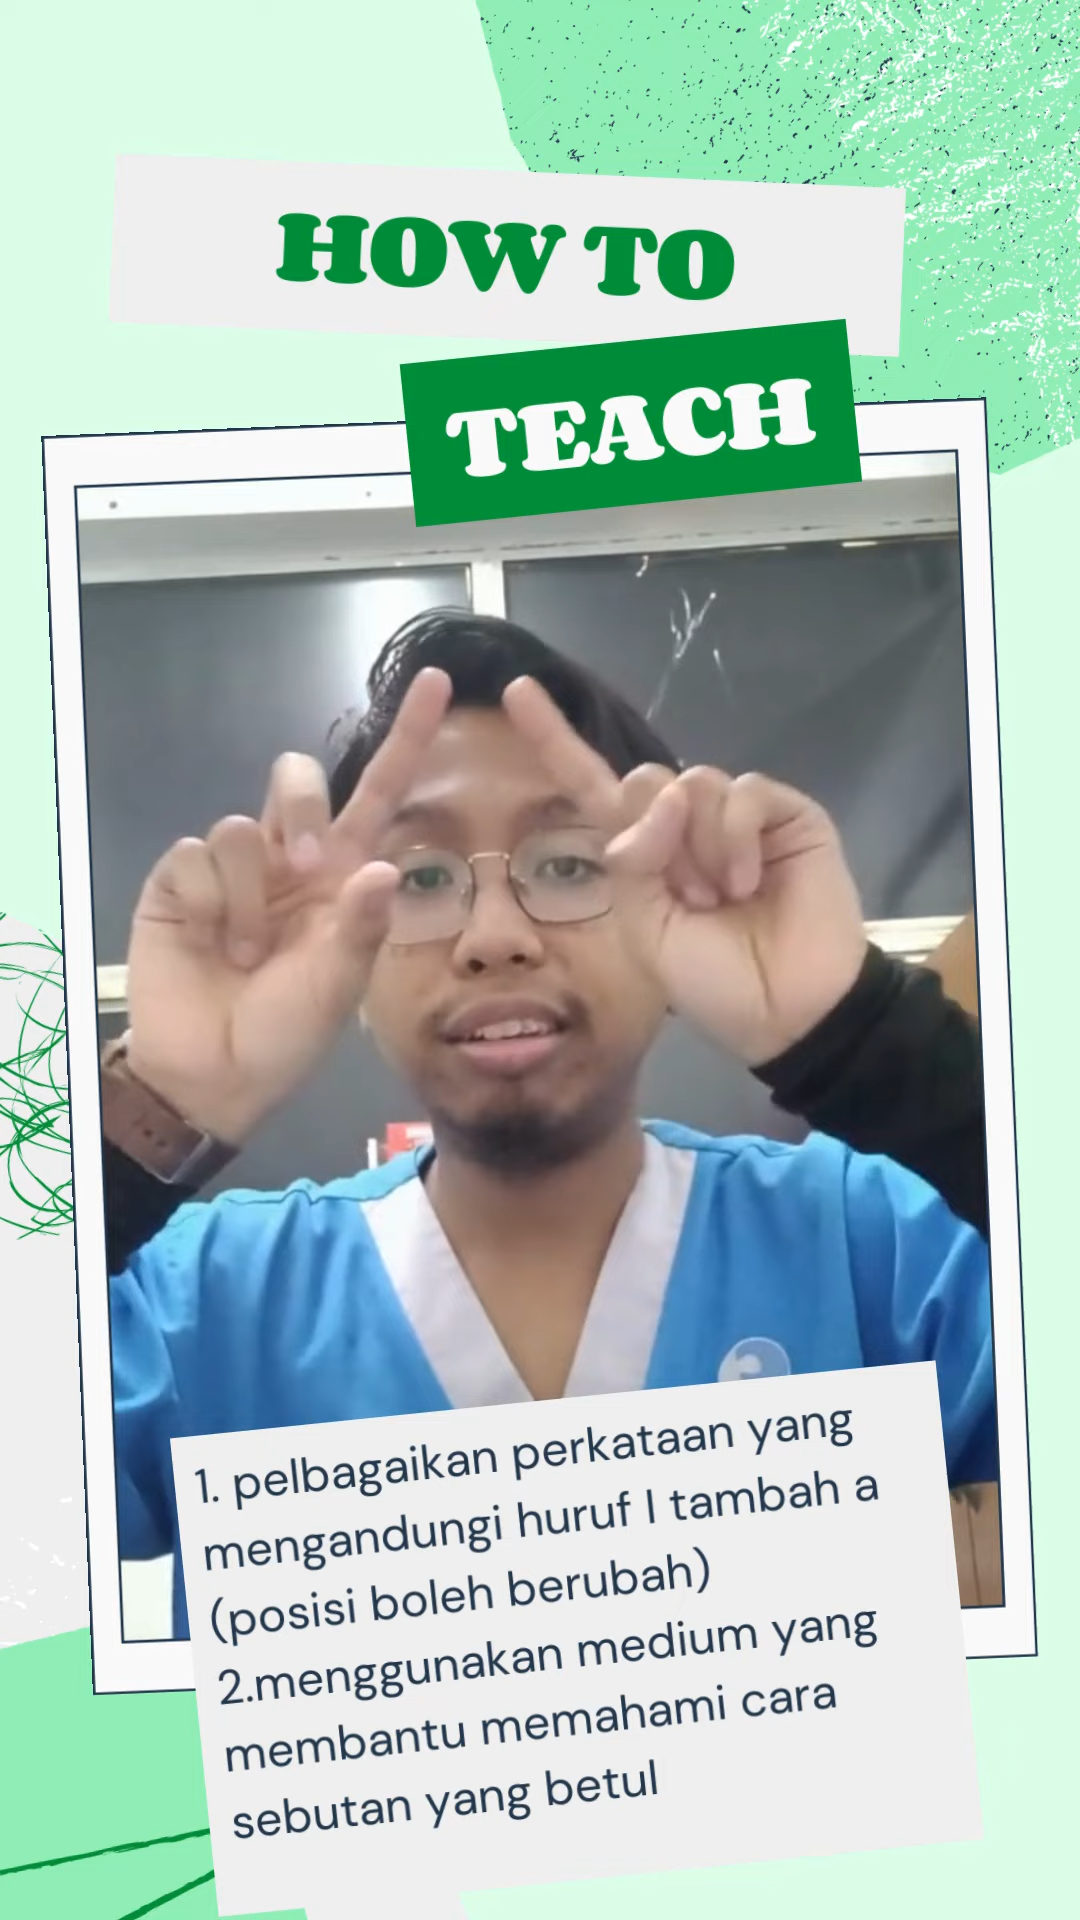 HOW TO
TEACH
1. pelbagaikan perkataan yang
mengandungi huruf l tambah a
(posisi boleh berubah)
2.menggunakan medium yang
membantu memahami cara
sebutan yang betul